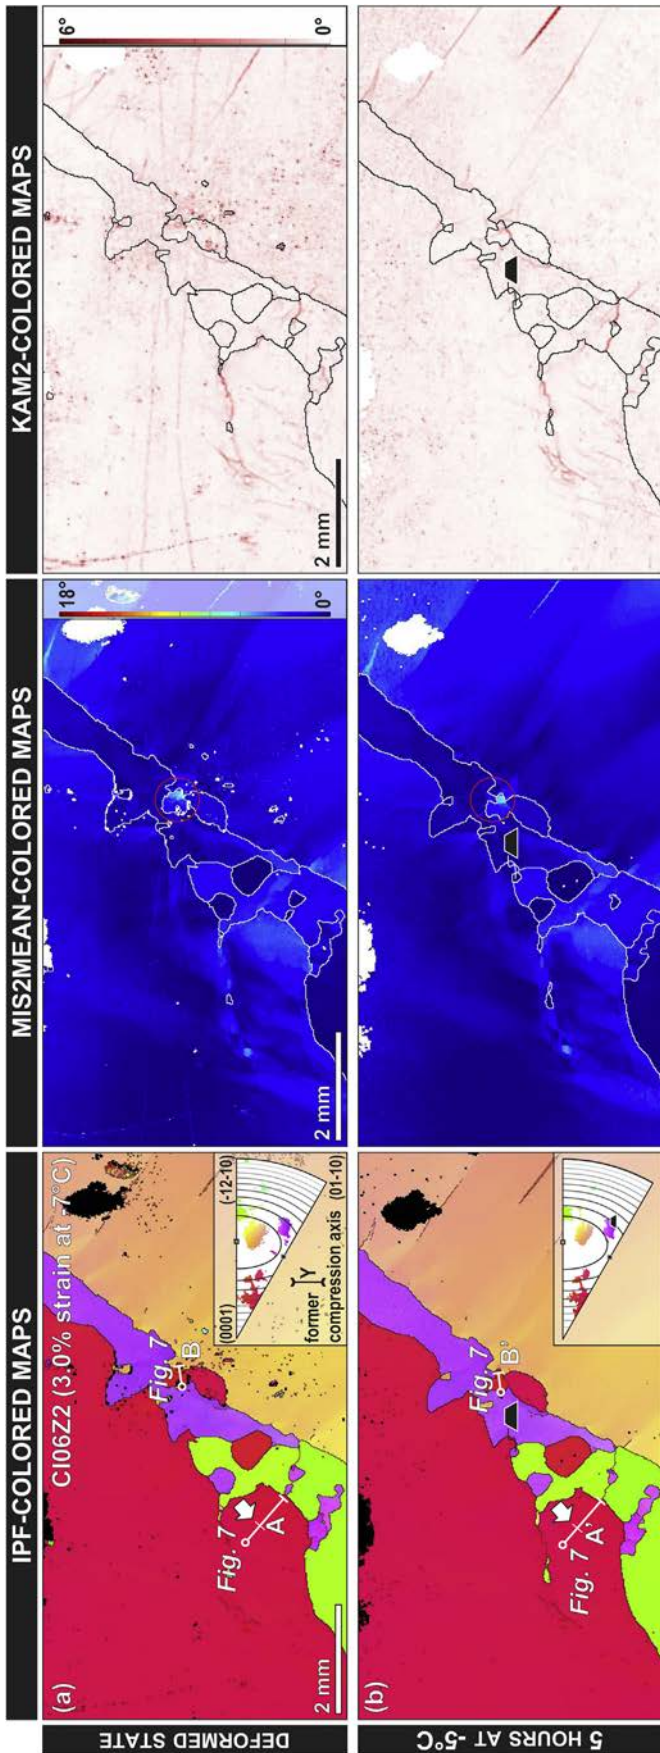 IPF-COLORED MAPS
MIS2MEAN-COLORED MAPS
KAM2-COLORED MAPS
DEFORMED STATE
(a)
CI06Z2 (3.0% strain at -7°C)
Fig. 7
A
Fig. 7
B
2 mm
(0001)
(-12-10)
(01-10)
former
compression axis
Y
18°
0°
2 mm
6°
0°
2 mm
5 HOURS AT -5°C
(b)
Fig. 7
A'
Fig. 7
B'